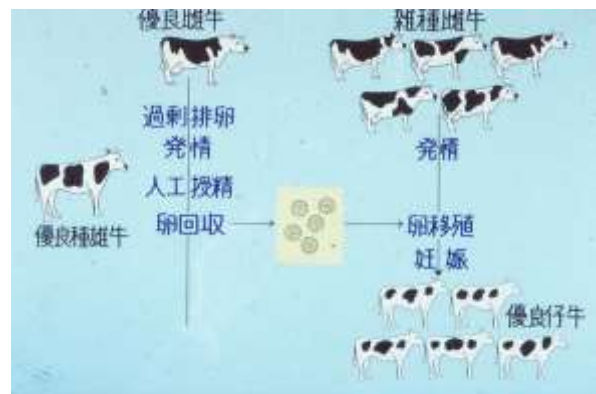 優良雌牛
過剰排卵
発情
人工授精
卵回収
優良種雄牛
雑種雌牛
発情
卵移殖
妊娠
優良仔牛